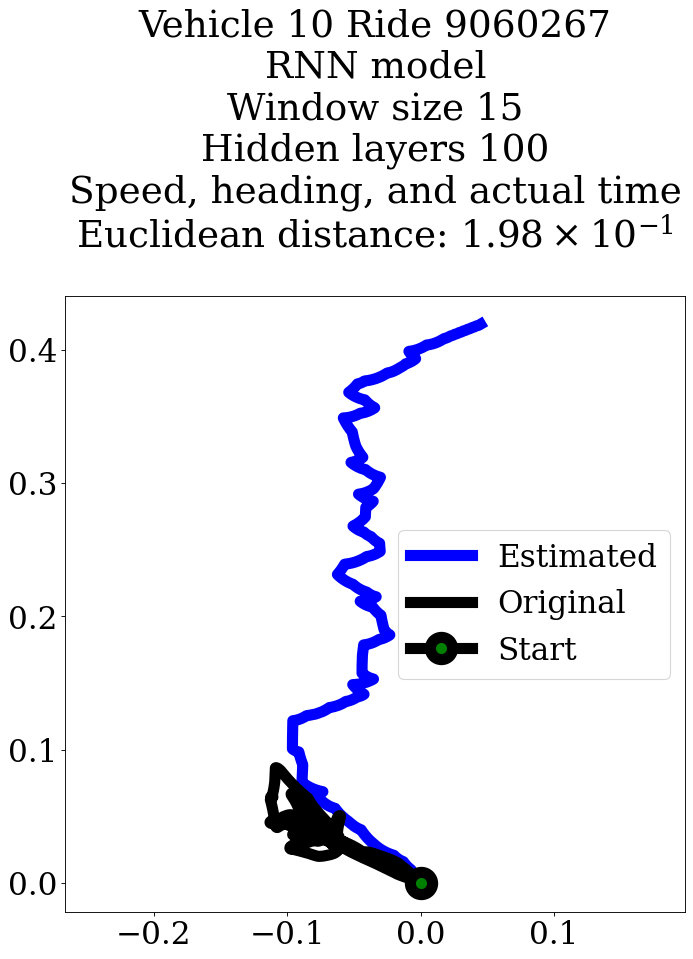 Vehicle 10 Ride 9060267
RNN model
Window size 15
Hidden layers 100
Speed, heading, and actual time
Euclidean distance: 1.98 × 10⁻¹
0.4
0.3
0.2
0.1
0.0
Estimated
Original
Start
−0.2
−0.1
0.0
0.1